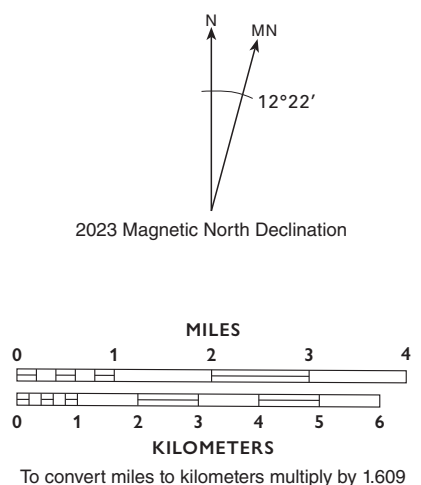 N
MN
12°22′
2023 Magnetic North Declination
MILES
0 1 2 3 4
0 1 2 3 4 5 6
KILOMETERS
To convert miles to kilometers multiply by 1.609